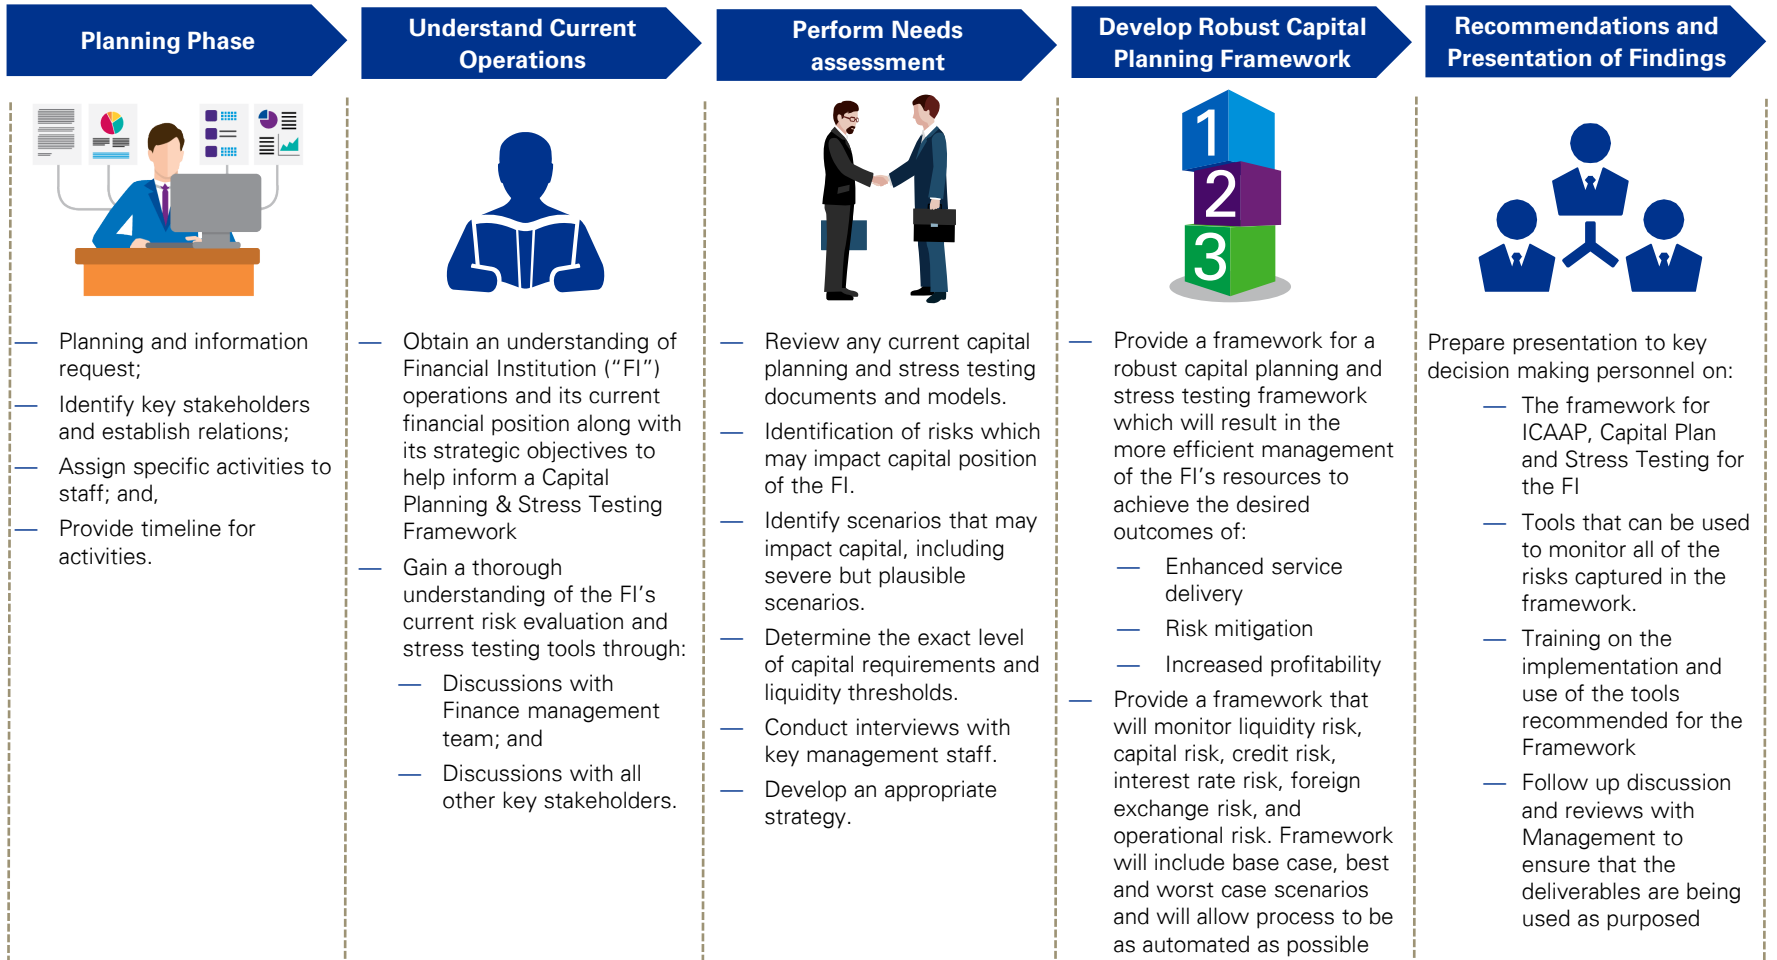 Planning Phase
Understand Current
Operations
Perform Needs
assessment
Develop Robust Capital
Planning Framework
Recommendations and
Presentation of Findings
— Planning and information
request;
— Identify key stakeholders
and establish relations;
— Assign specific activities to
staff; and,
— Provide timeline for
activities.
— Obtain an understanding of
Financial Institution (“FI”)
operations and its current
financial position along with
its strategic objectives to
help inform a Capital
Planning & Stress Testing
Framework
— Gain a thorough
understanding of the FI’s
current risk evaluation and
stress testing tools through:
— Discussions with
Finance management
team; and
— Discussions with all
other key stakeholders.
— Review any current capital
planning and stress testing
documents and models.
— Identification of risks which
may impact capital position
of the FI.
— Identify scenarios that may
impact capital, including
severe but plausible
scenarios.
— Determine the exact level
of capital requirements and
liquidity thresholds.
— Conduct interviews with
key management staff.
— Develop an appropriate
strategy.
1
2
3
— Provide a framework for a
robust capital planning and
stress testing framework
which will result in the
more efficient management
of the FI’s resources to
achieve the desired
outcomes of:
— Enhanced service
delivery
— Risk mitigation
— Increased profitability
— Provide a framework that
will monitor liquidity risk,
capital risk, credit risk,
interest rate risk, foreign
exchange risk, and
operational risk. Framework
will include base case, best
and worst case scenarios
and will allow process to be
as automated as possible
Prepare presentation to key
decision making personnel on:
— The framework for
ICAAP, Capital Plan
and Stress Testing for
the FI
— Tools that can be used
to monitor all of the
risks captured in the
framework.
— Training on the
implementation and
use of the tools
recommended for the
Framework
— Follow up discussion
and reviews with
Management to
ensure that the
deliverables are being
used as purposed